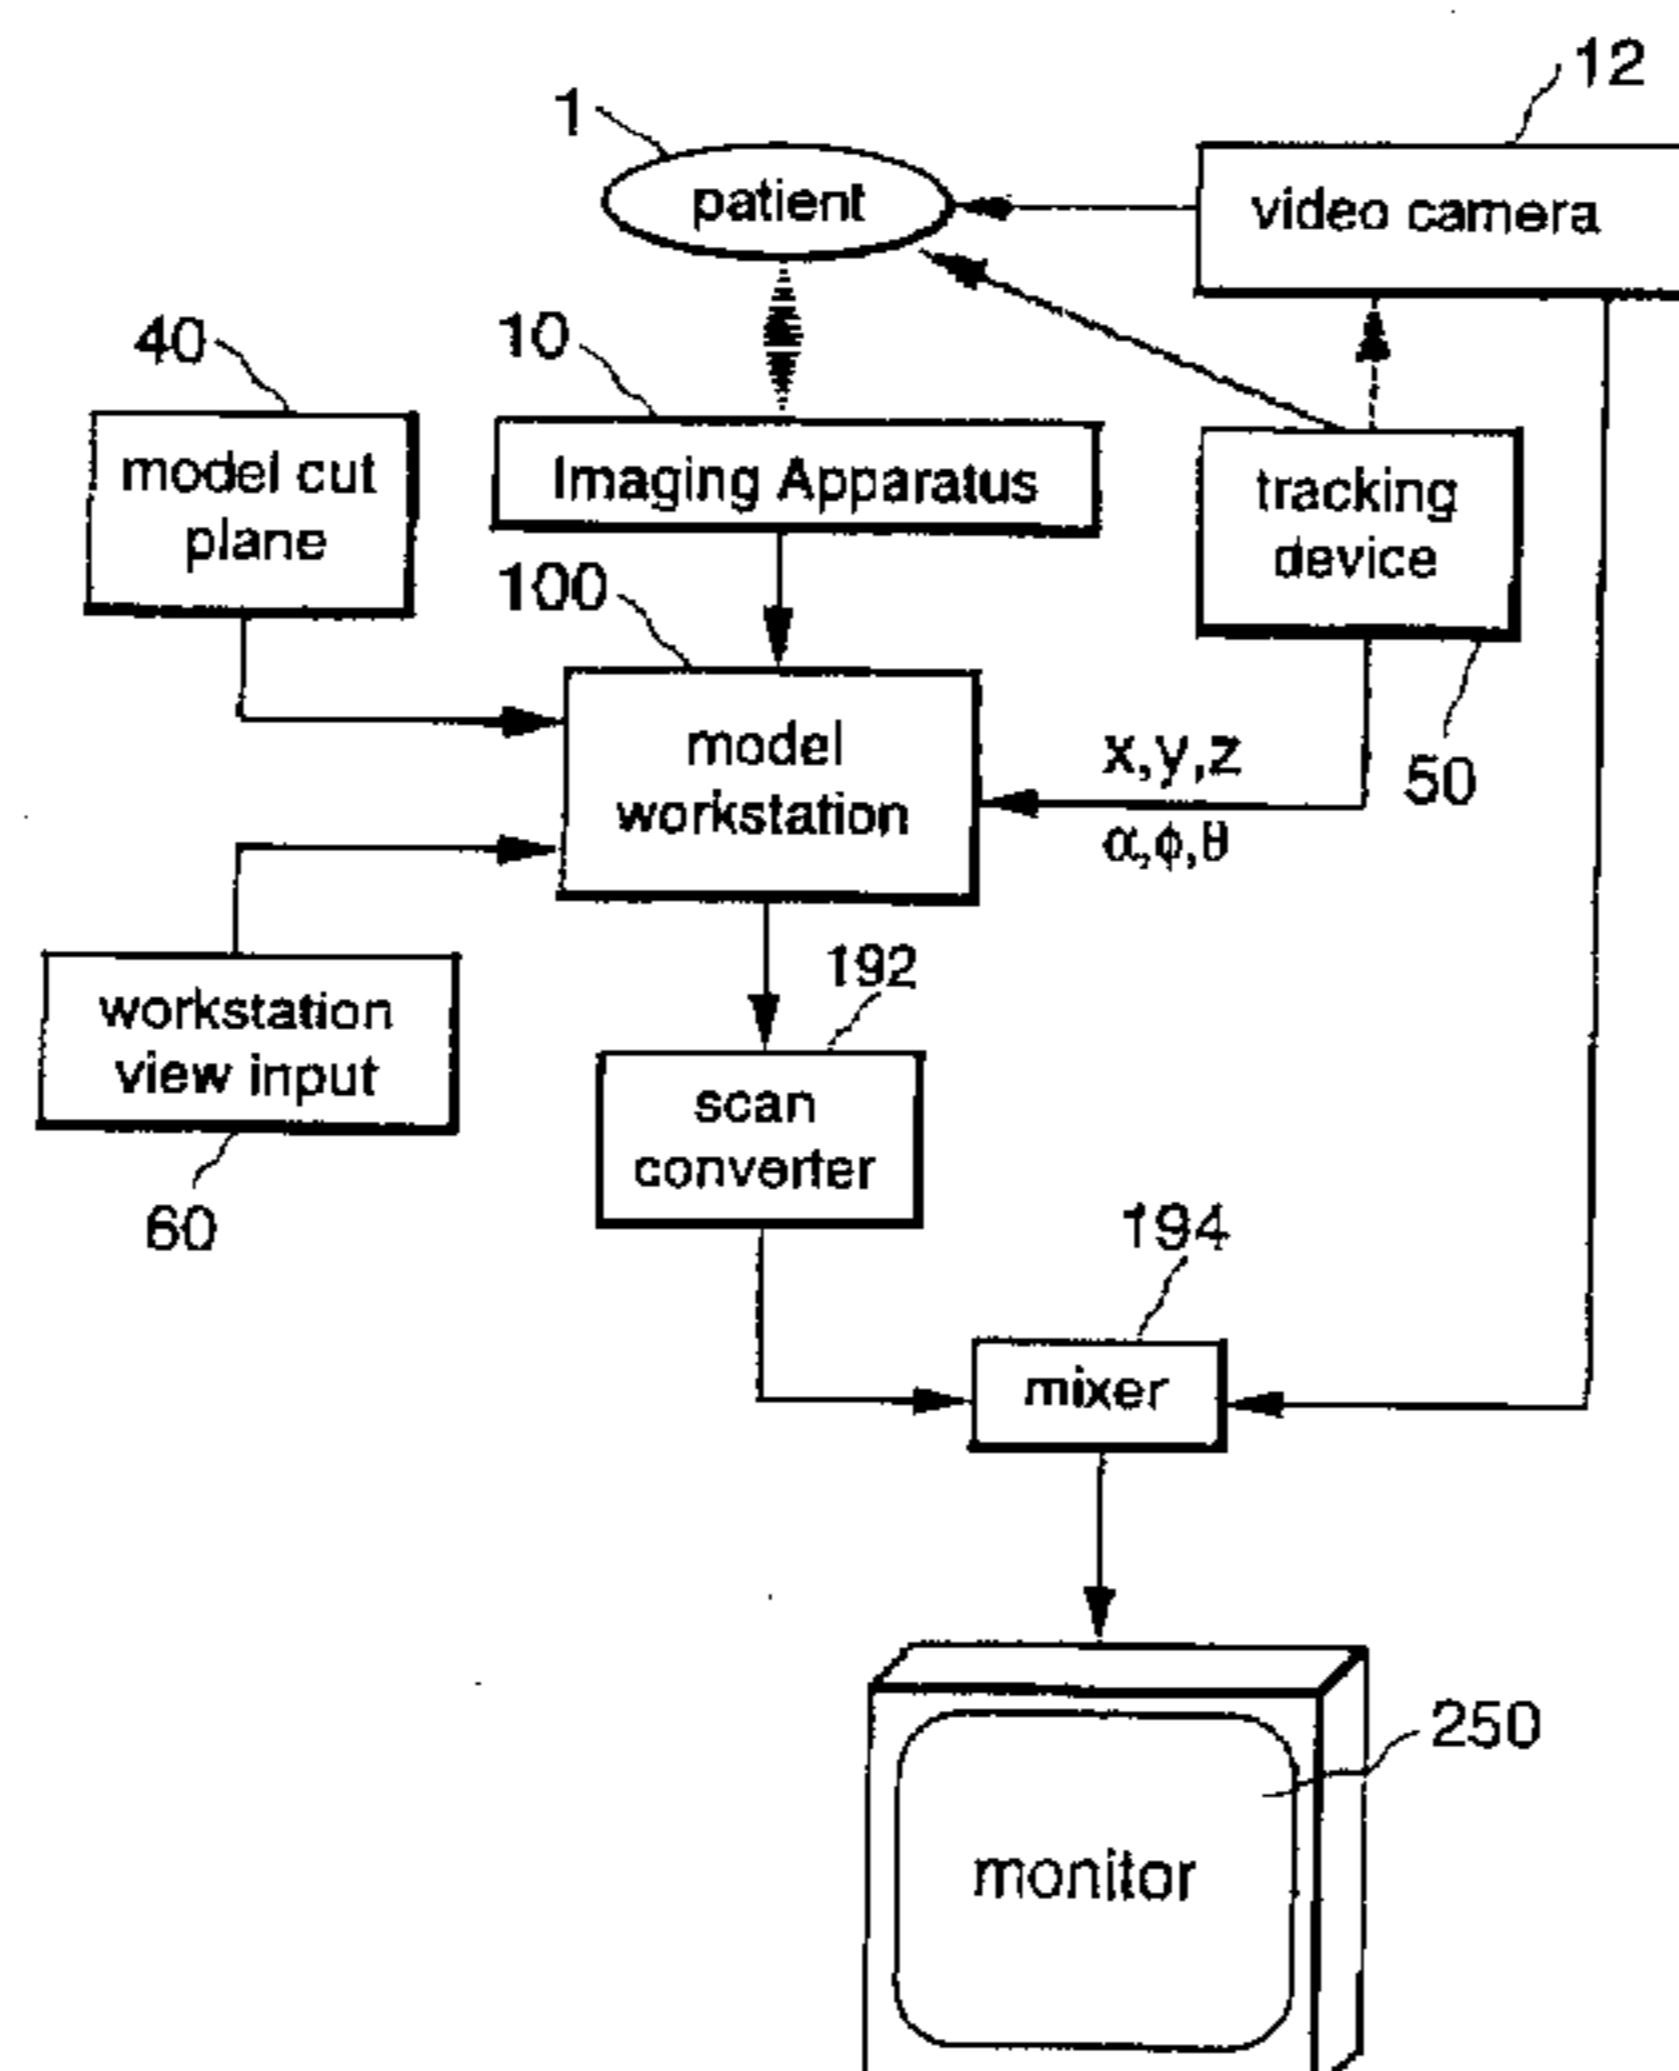 12
1
patient
video camera
40
10
model cut
plane
Imaging Apparatus
tracking
device
100
model
workstation
x,y,z
α,ϕ,θ
50
192
workstation
view input
scan
converter
60
194
mixer
250
monitor